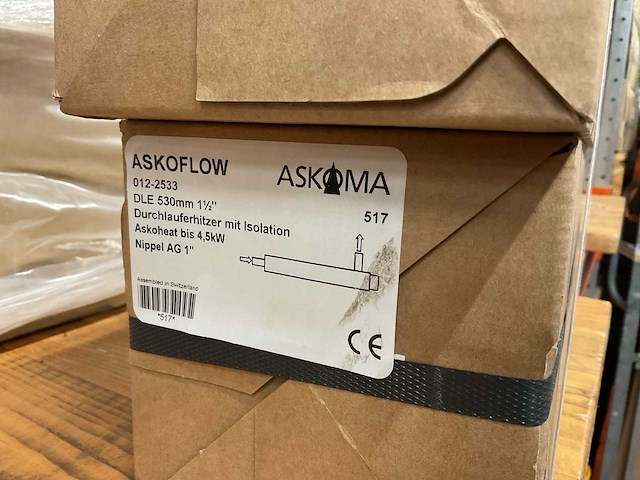 ASKOFLOW
ASKOMA
012-2533
DLE 530mm 1½"
517
Durchlauferhitzer mit Isolation
Askoheat bis 4,5kW
Nippel AG 1"
Assembled in Switzerland
*517*
CE